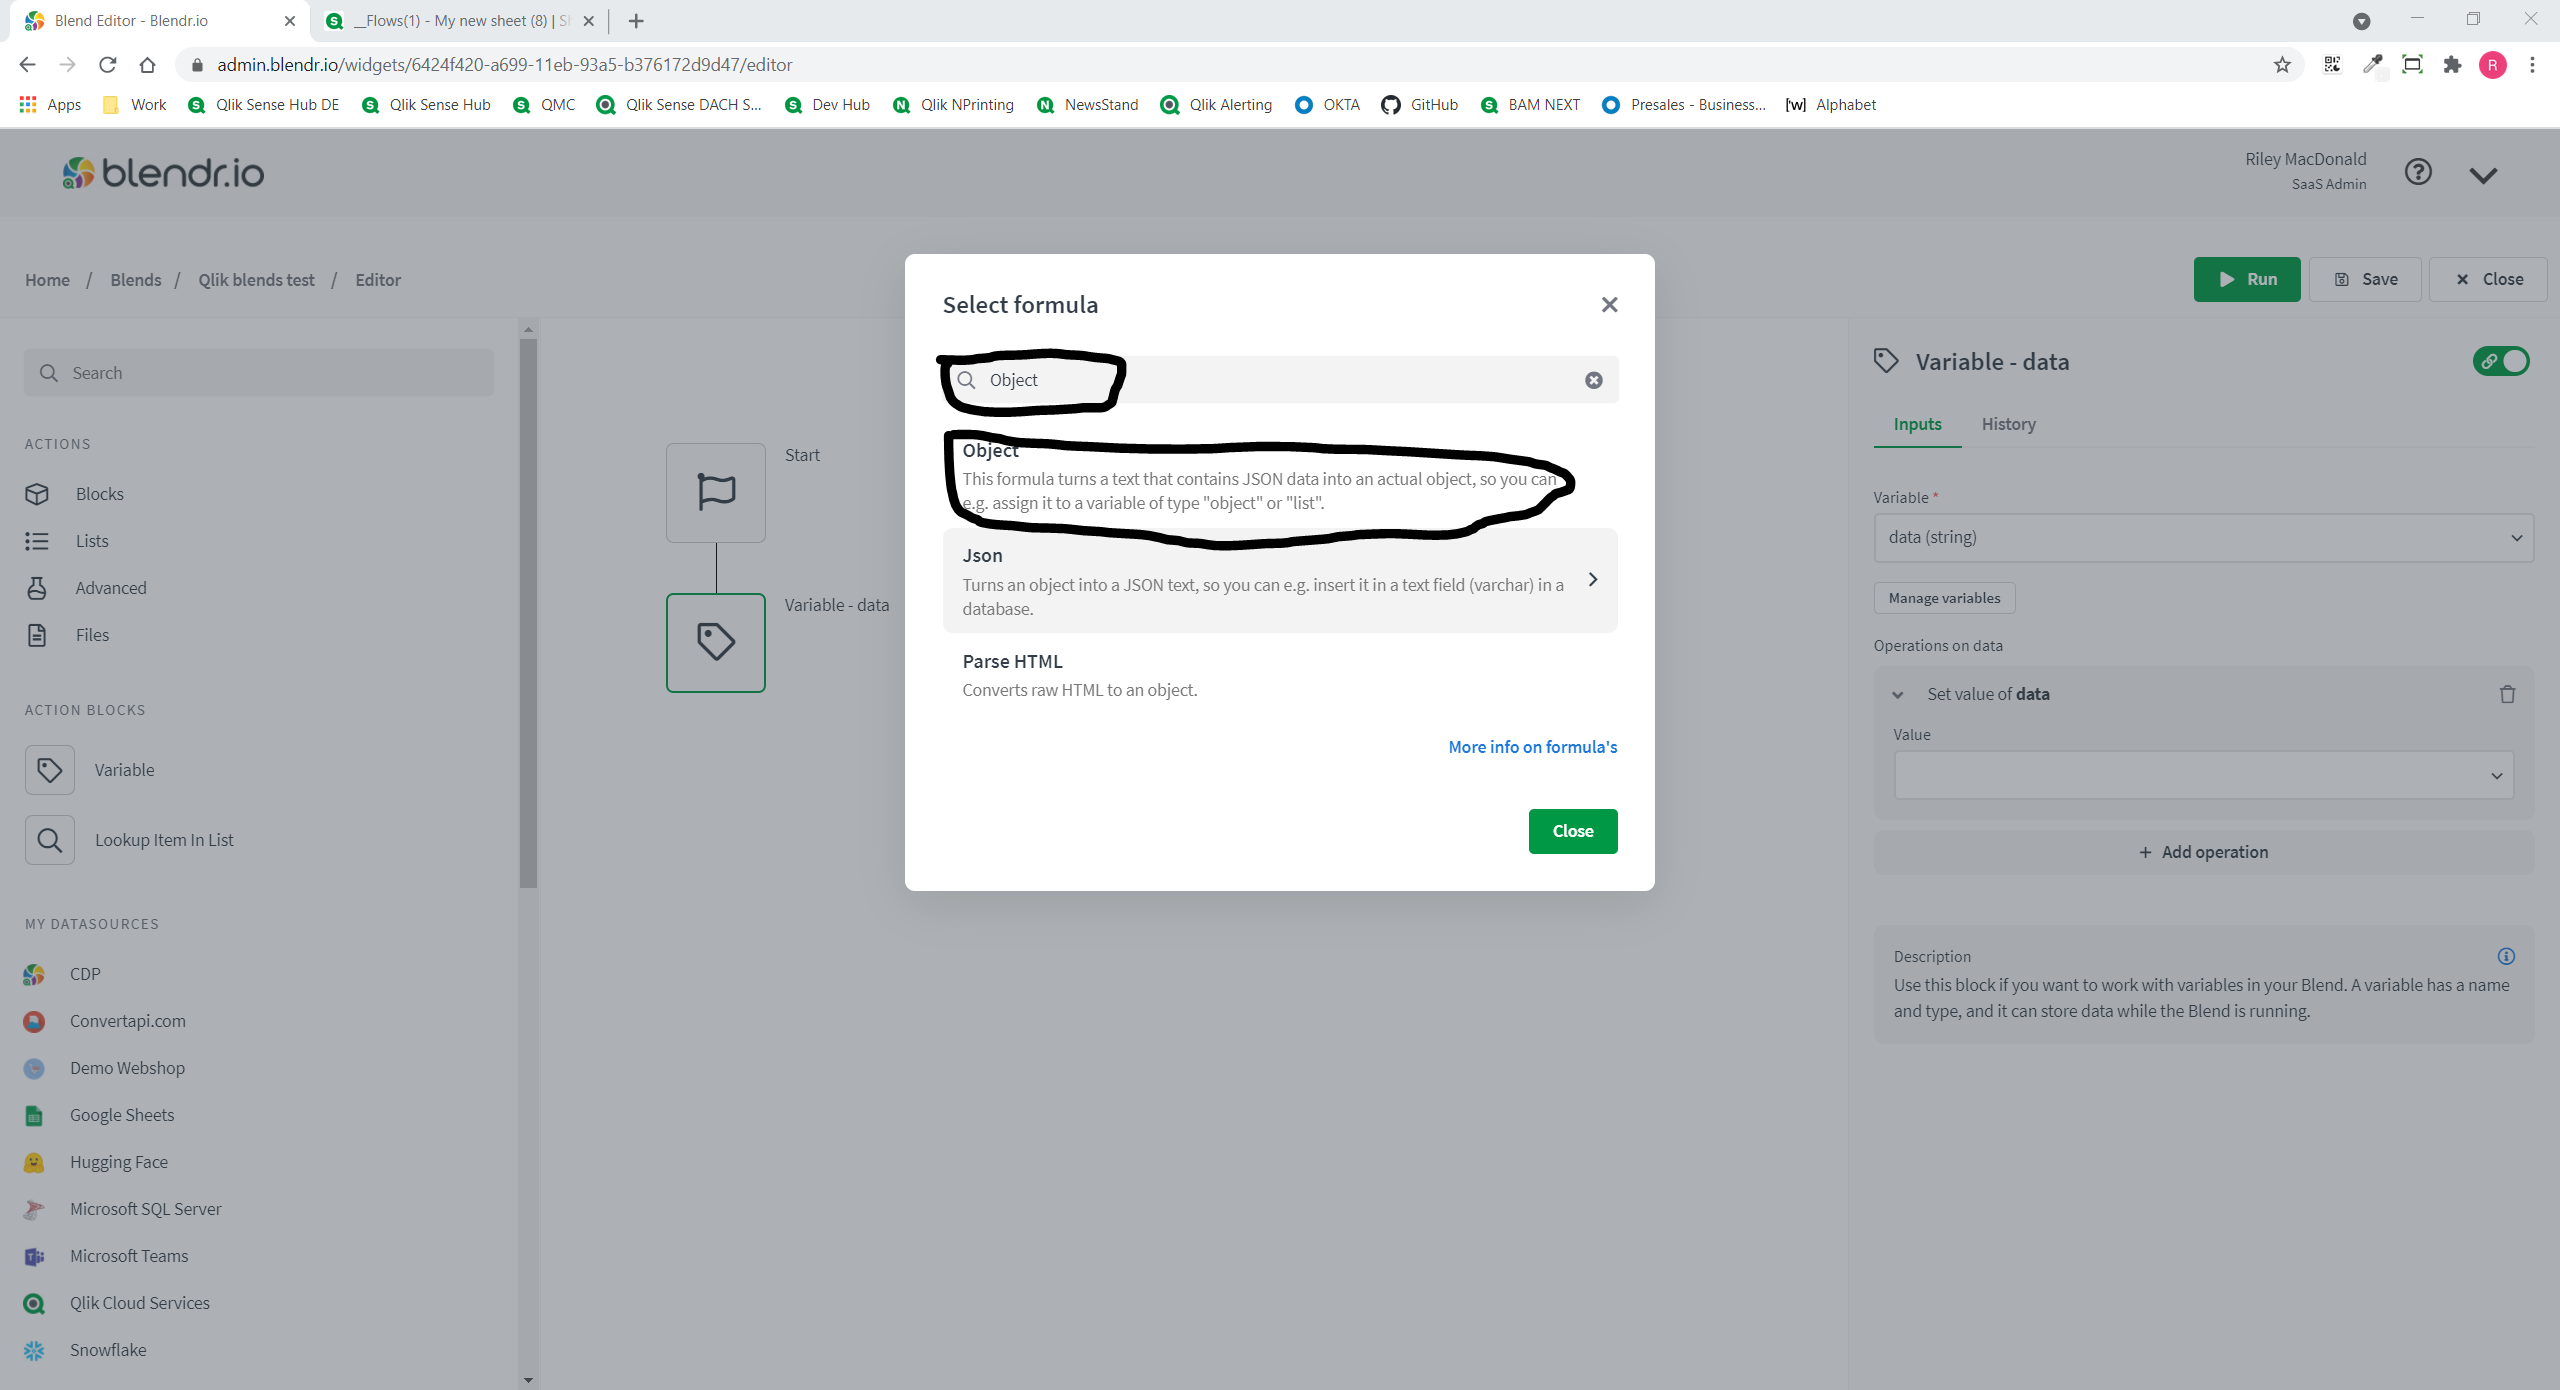 Blend Editor - Blendr.io
__Flows(1) - My new sheet (8) | S
admin.blendr.io/widgets/6424f420-a699-11eb-93a5-b376172d9d47/editor
R
Apps Work Qlik Sense Hub DE Qlik Sense Hub QMC Qlik Sense DACH S... Dev Hub Qlik NPrinting NewsStand Qlik Alerting OKTA GitHub BAM NEXT Presales - Business... ['w] Alphabet
blendr.io
Riley MacDonald
SaaS Admin
Home / Blends / Qlik blends test / Editor
Run Save Close
Search
ACTIONS
Blocks
Lists
Advanced
Files
ACTION BLOCKS
Variable
Lookup Item In List
MY DATASOURCES
CDP
Convertapi.com
Demo Webshop
Google Sheets
Hugging Face
Microsoft SQL Server
Microsoft Teams
Qlik Cloud Services
Snowflake
Start
Variable - data
Select formula
Object
Object
This formula turns a text that contains JSON data into an actual object, so you can
e.g. assign it to a variable of type "object" or "list".
Json
Turns an object into a JSON text, so you can e.g. insert it in a text field (varchar) in a
database.
Parse HTML
Converts raw HTML to an object.
More info on formula's
Close
Variable - data
Inputs History
Variable *
data (string)
Manage variables
Operations on data
Set value of data
Value
+ Add operation
Description
Use this block if you want to work with variables in your Blend. A variable has a name
and type, and it can store data while the Blend is running.